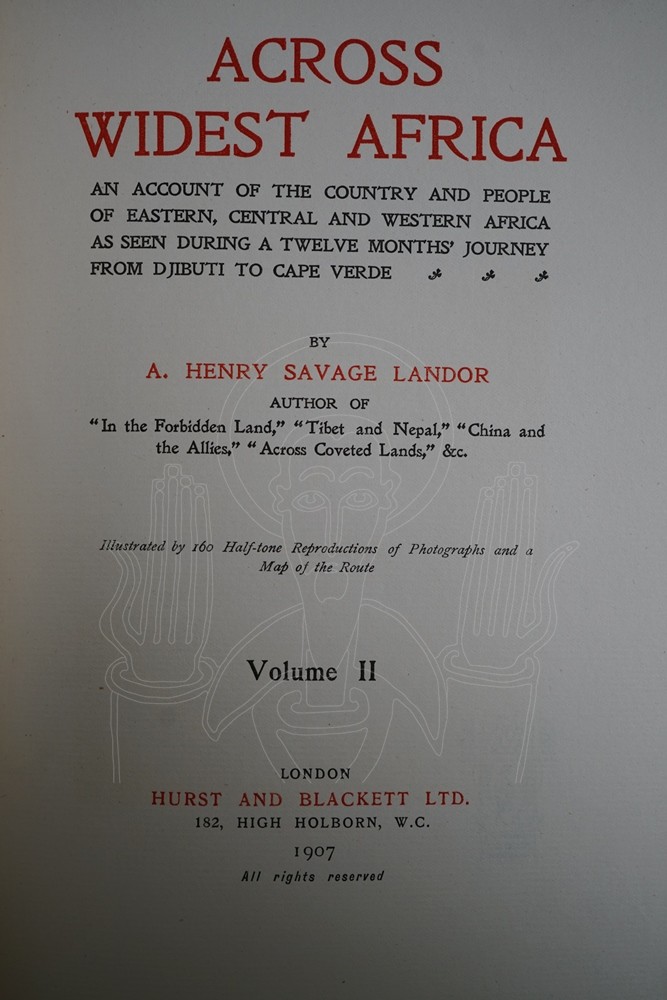 ACROSS
WIDEST AFRICA
AN ACCOUNT OF THE COUNTRY AND PEOPLE
OF EASTERN, CENTRAL AND WESTERN AFRICA
AS SEEN DURING A TWELVE MONTHS' JOURNEY
FROM DJIBUTI TO CAPE VERDE
BY
A. HENRY SAVAGE LANDOR
AUTHOR OF
"In the Forbidden Land," "Tibet and Nepal," "China and
the Allies," "Across Coveted Lands," &c.
Illustrated by 160 Half-tone Reproductions of Photographs and a
Map of the Route
Volume II
LONDON
HURST AND BLACKETT LTD.
182, HIGH HOLBORN, W.C.
1907
All rights reserved